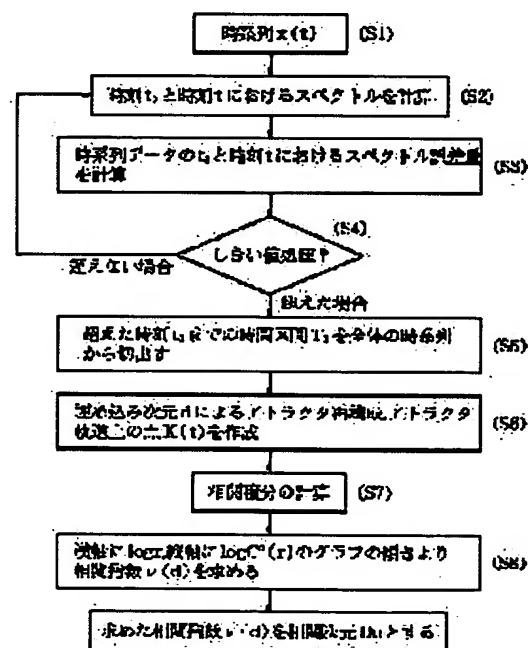 時系列x(t) (S1)
時刻t₁と時刻tにおけるスペクトルを計算 (S2)
時系列データのt₁と時刻tにおけるスペクトル誤差量 (S3)
を計算
(S4)
しきい値処理?
超えない場合
超えた場合
超えた時刻 までの時間区間T₁を全体の時系列 (S5)
から切出す
埋め込み次元dによるアトラクタ再構成,アトラクタ (S6)
軌道上の点X(t)を作成
相関積分の計算 (S7)
横軸にlogr,縦軸にlogC (r)のグラフの傾きより (S8)
相関指数ν(d)を求める
求めた相関指数ν(d)を相関次元 とする